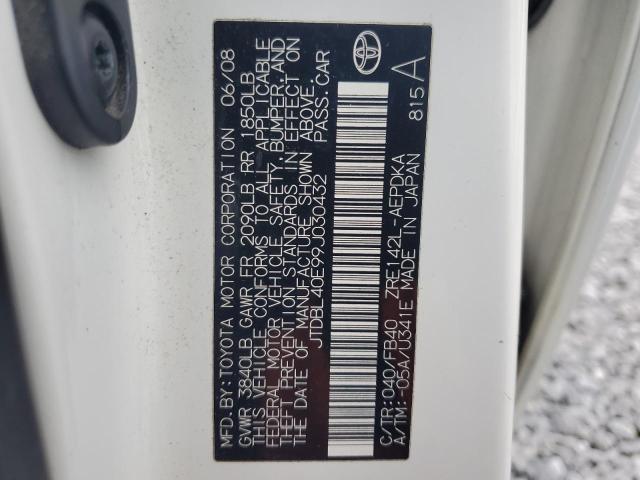 MFD. BY: TOYOTA MOTOR CORPORATION 06/08
GVWR 3840LB GAWR FR 2090LB RR 1850LB
THIS VEHICLE CONFORMS TO ALL APPLICABLE
FEDERAL MOTOR VEHICLE SAFETY, BUMPER, AND
THEFT PREVENTION STANDARDS IN EFFECT ON
THE DATE OF MANUFACTURE SHOWN ABOVE.
JTDBL40E99J030432 PASS. CAR
C/TR:040/FB40 ZRE142L-AEPDKA
A/TM:-05A/U341E MADE IN JAPAN
815 A